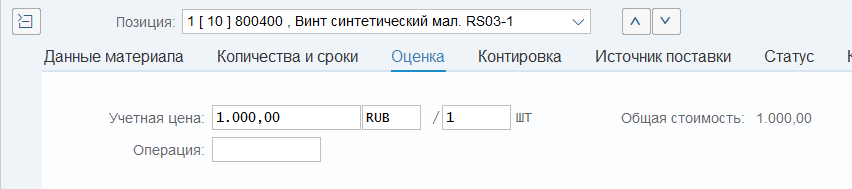 Позиция: 1 [ 10 ] 800400 , Винт синтетический мал. RS03-1
Данные материала Количества и сроки Оценка Контировка Источник поставки Статус К
Учетная цена: 1.000,00 RUB / 1 ШТ Общая стоимость: 1.000,00
Операция: